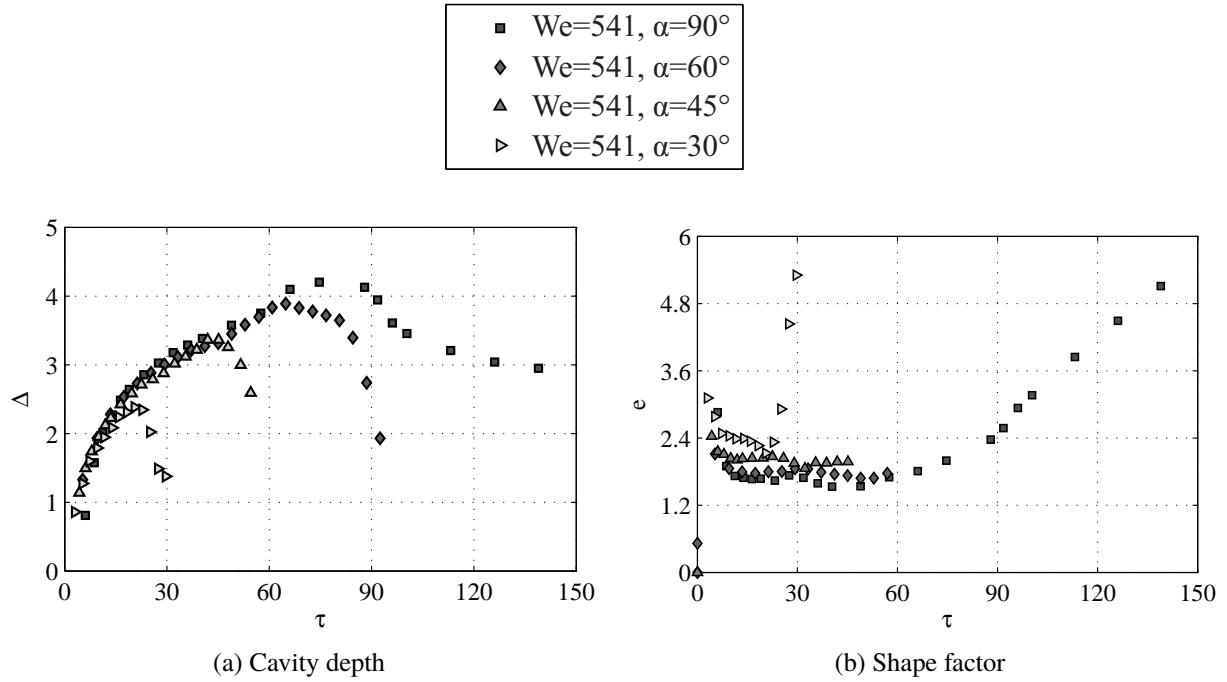 We=541, α=90°
We=541, α=60°
We=541, α=45°
We=541, α=30°
5
4
3
2
1
0
Δ
0 30 60 90 120 150
τ
(a) Cavity depth
6
4.8
3.6
2.4
1.2
0
e
0 30 60 90 120 150
τ
(b) Shape factor